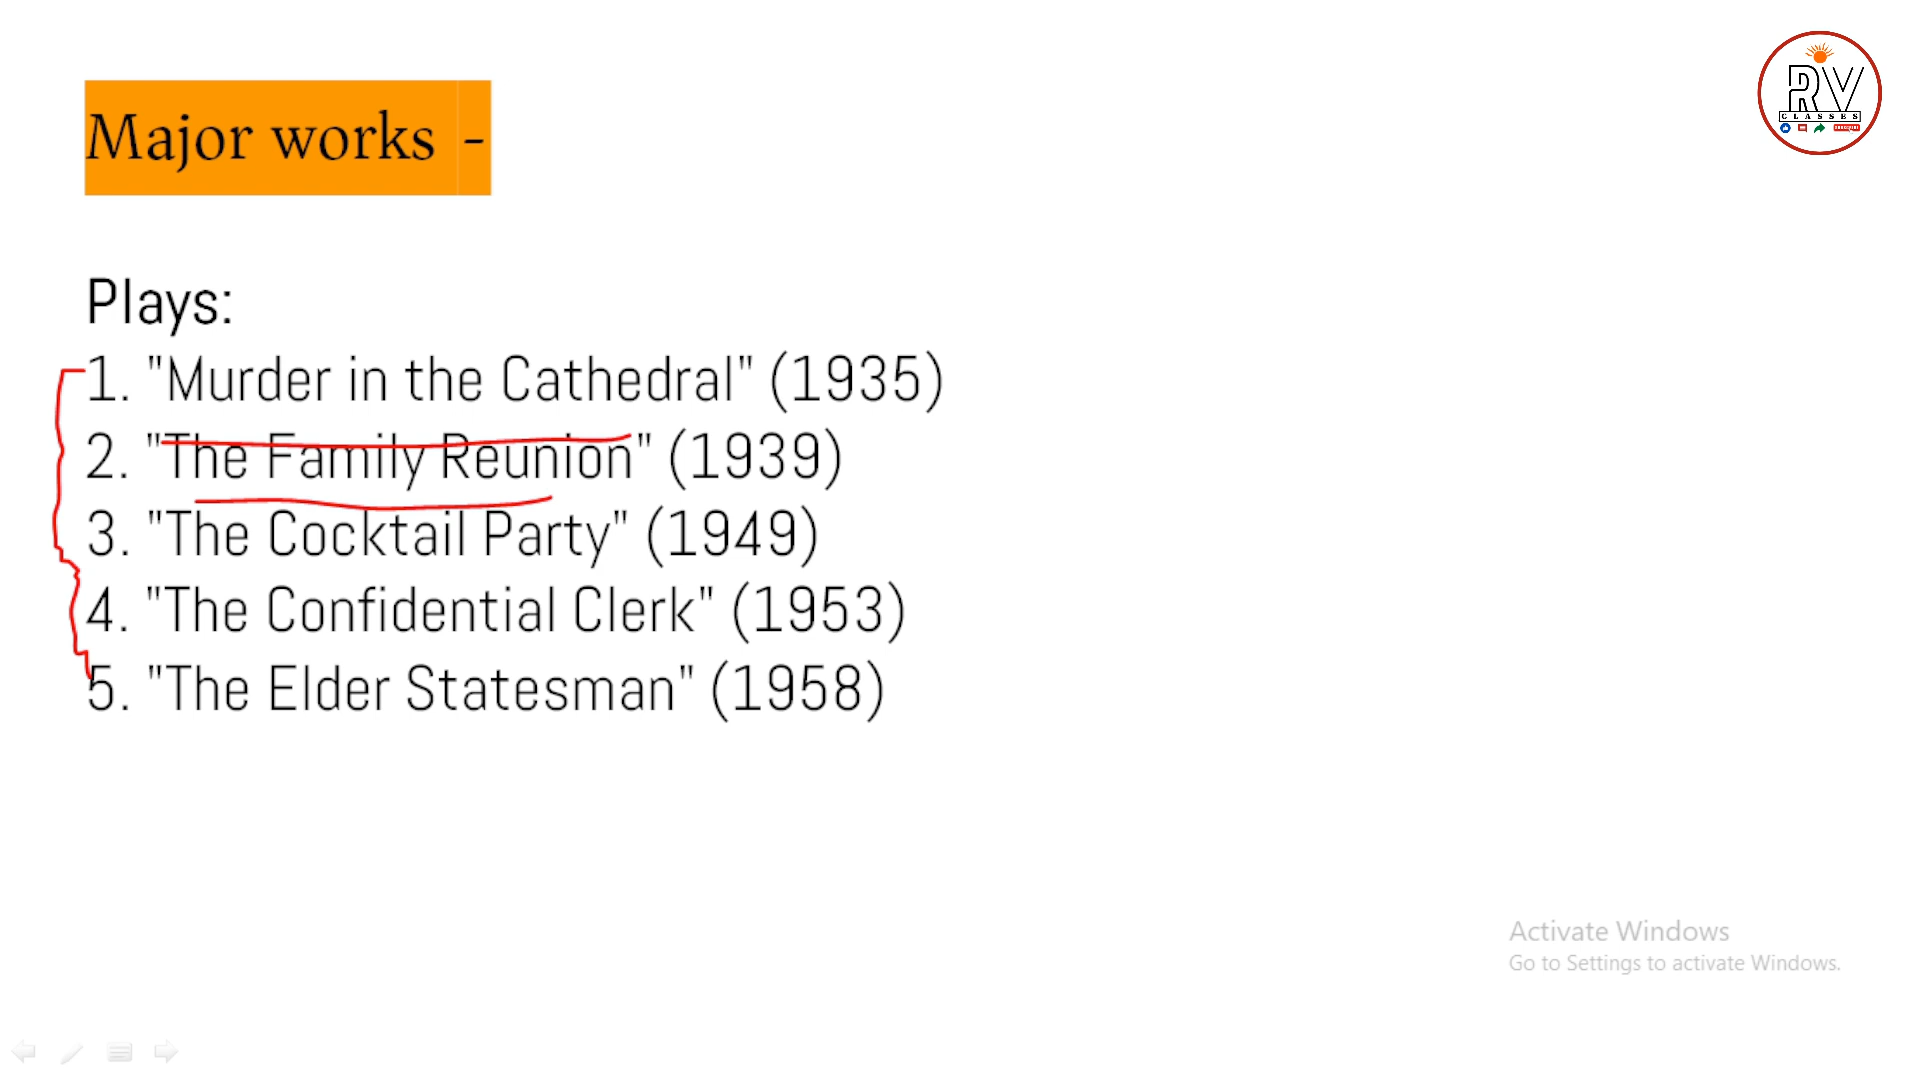 Major works -
RV
CLASSES
Plays:
1. "Murder in the Cathedral" (1935)
2. "The Family Reunion" (1939)
3. "The Cocktail Party" (1949)
4. "The Confidential Clerk" (1953)
5. "The Elder Statesman" (1958)
Activate Windows
Go to Settings to activate Windows.